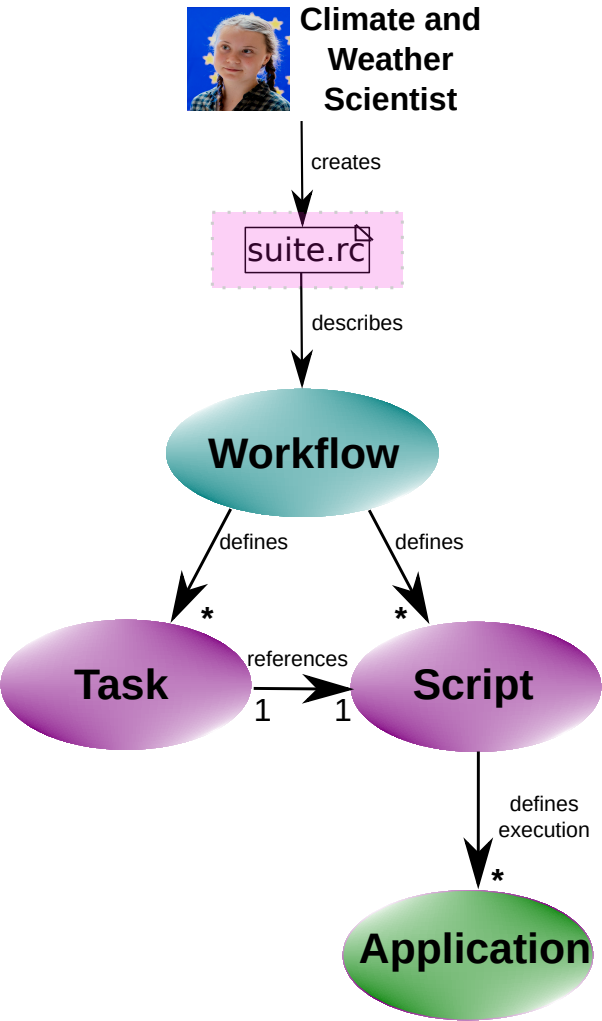 Climate and
Weather
Scientist
creates
suite.rc
describes
Workflow
defines
defines
*
*
Task
references
Script
1
1
defines
execution
*
Application